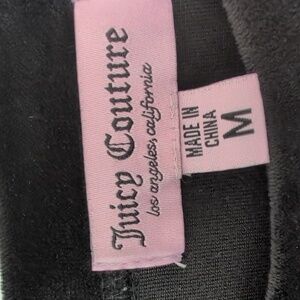 Juicy Couture
los angeles california
MADE IN
CHINA
M